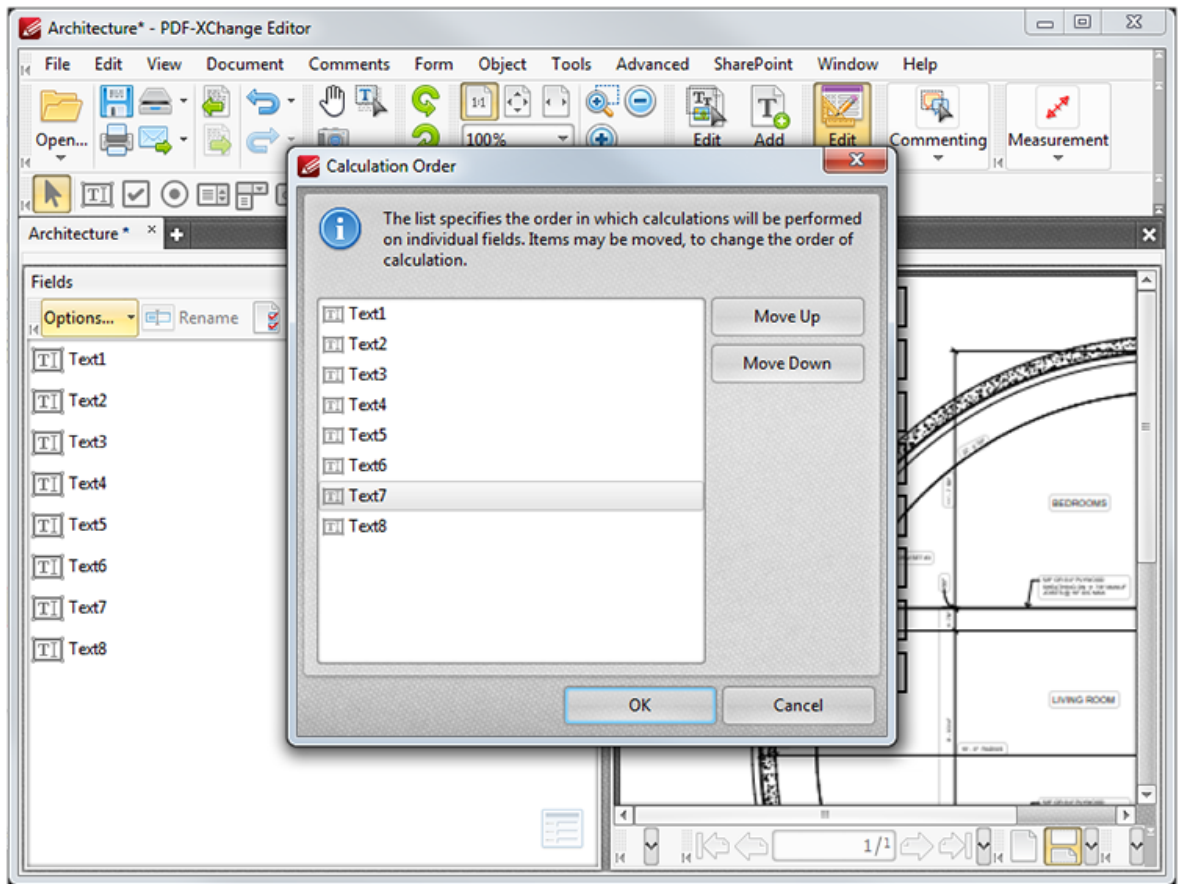 Architecture* - PDF-XChange Editor
File Edit View Document Comments Form Object Tools Advanced SharePoint Window Help
Open...
100%
Edit Add Edit Commenting Measurement
Calculation Order
The list specifies the order in which calculations will be performed
on individual fields. Items may be moved, to change the order of
calculation.
Text1
Text2
Text3
Text4
Text5
Text6
Text7
Text8
Move Up
Move Down
OK Cancel
Architecture *
Fields
Options... Rename
Text1
Text2
Text3
Text4
Text5
Text6
Text7
Text8
BEDROOMS
LIVING ROOM
1/1